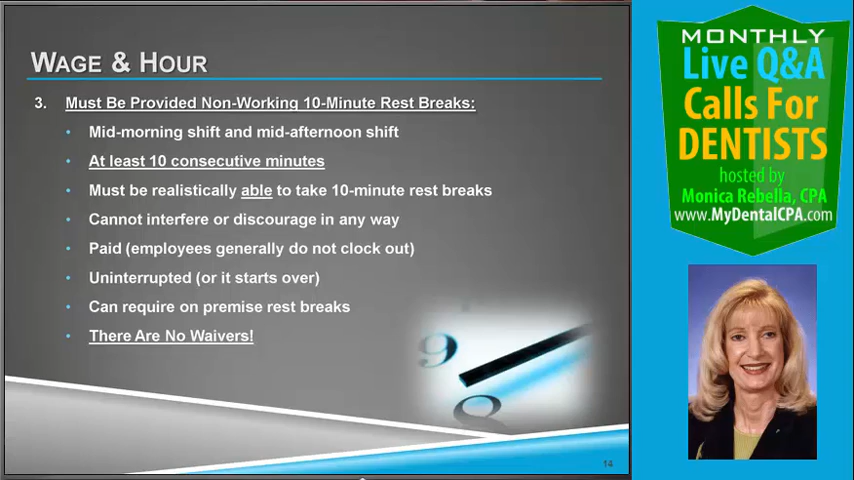 WAGE & HOUR
3. Must Be Provided Non-Working 10-Minute Rest Breaks:
• Mid-morning shift and mid-afternoon shift
• At least 10 consecutive minutes
• Must be realistically able to take 10-minute rest breaks
• Cannot interfere or discourage in any way
• Paid (employees generally do not clock out)
• Uninterrupted (or it starts over)
• Can require on premise rest breaks
• There Are No Waivers!
9
8
14
MONTHLY
Live Q&A
Calls For
DENTISTS
hosted by
Monica Rebella, CPA
www.MyDentalCPA.com